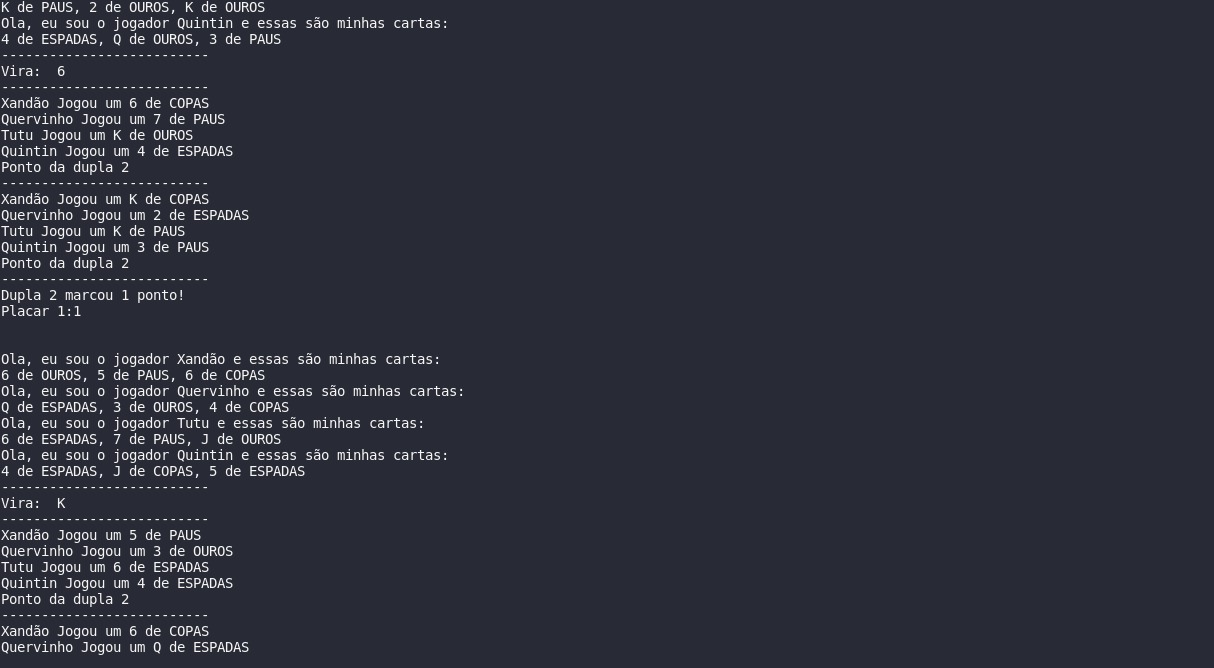 K de PAUS, 2 de OUROS, K de OUROS
Ola, eu sou o jogador Quintin e essas são minhas cartas:
4 de ESPADAS, Q de OUROS, 3 de PAUS
--------------------------
Vira:  6
--------------------------
Xandão Jogou um 6 de COPAS
Quervinho Jogou um 7 de PAUS
Tutu Jogou um K de OUROS
Quintin Jogou um 4 de ESPADAS
Ponto da dupla 2
--------------------------
Xandão Jogou um K de COPAS
Quervinho Jogou um 2 de ESPADAS
Tutu Jogou um K de PAUS
Quintin Jogou um 3 de PAUS
Ponto da dupla 2
--------------------------
Dupla 2 marcou 1 ponto!
Placar 1:1
Ola, eu sou o jogador Xandão e essas são minhas cartas:
6 de OUROS, 5 de PAUS, 6 de COPAS
Ola, eu sou o jogador Quervinho e essas são minhas cartas:
Q de ESPADAS, 3 de OUROS, 4 de COPAS
Ola, eu sou o jogador Tutu e essas são minhas cartas:
6 de ESPADAS, 7 de PAUS, J de OUROS
Ola, eu sou o jogador Quintin e essas são minhas cartas:
4 de ESPADAS, J de COPAS, 5 de ESPADAS
--------------------------
Vira:  K
--------------------------
Xandão Jogou um 5 de PAUS
Quervinho Jogou um 3 de OUROS
Tutu Jogou um 6 de ESPADAS
Quintin Jogou um 4 de ESPADAS
Ponto da dupla 2
--------------------------
Xandão Jogou um 6 de COPAS
Quervinho Jogou um Q de ESPADAS